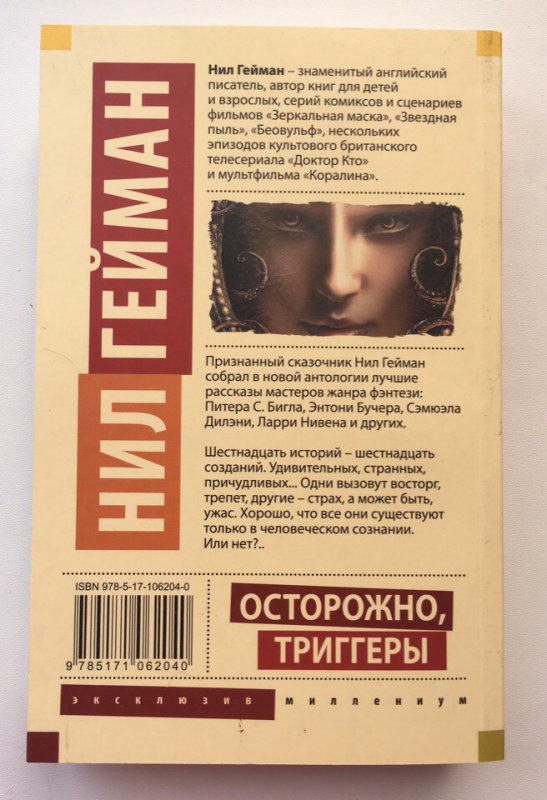 НИЛ ГЕЙМАН
Нил Гейман – знаменитый английский
писатель, автор книг для детей
и взрослых, серий комиксов и сценариев
фильмов «Зеркальная маска», «Звездная
пыль», «Беовульф», нескольких
эпизодов культового британского
телесериала «Доктор Кто»
и мультфильма «Коралина».
Признанный сказочник Нил Гейман
собрал в новой антологии лучшие
рассказы мастеров жанра фэнтези:
Питера С. Бигла, Энтони Бучера, Сэмюэла
Дилэни, Ларри Нивена и других.
Шестнадцать историй – шестнадцать
созданий. Удивительных, странных,
причудливых... Одни вызовут восторг,
трепет, другие – страх, а может быть,
ужас. Хорошо, что все они существуют
только в человеческом сознании.
Или нет?..
ISBN 978-5-17-106204-0
9 785171 062040
ОСТОРОЖНО,
ТРИГГЕРЫ
эксклюзив миллениум